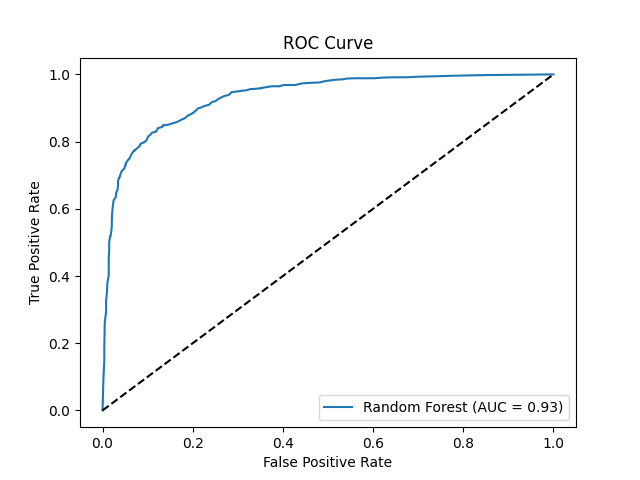 ROC Curve
1.0
0.8
0.6
0.4
0.2
0.0
True Positive Rate
Random Forest (AUC = 0.93)
0.0 0.2 0.4 0.6 0.8 1.0
False Positive Rate